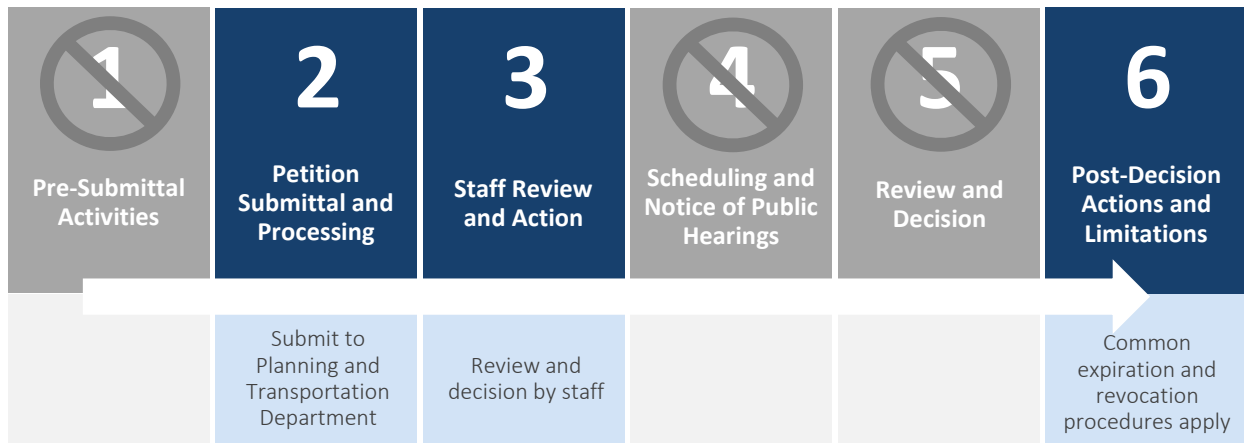 1
Pre-Submittal
Activities
2
Petition
Submittal and
Processing
3
Staff Review
and Action
4
Scheduling and
Notice of Public
Hearings
5
Review and
Decision
6
Post-Decision
Actions and
Limitations
Submit to
Planning and
Transportation
Department
Review and
decision by staff
Common
expiration and
revocation
procedures apply